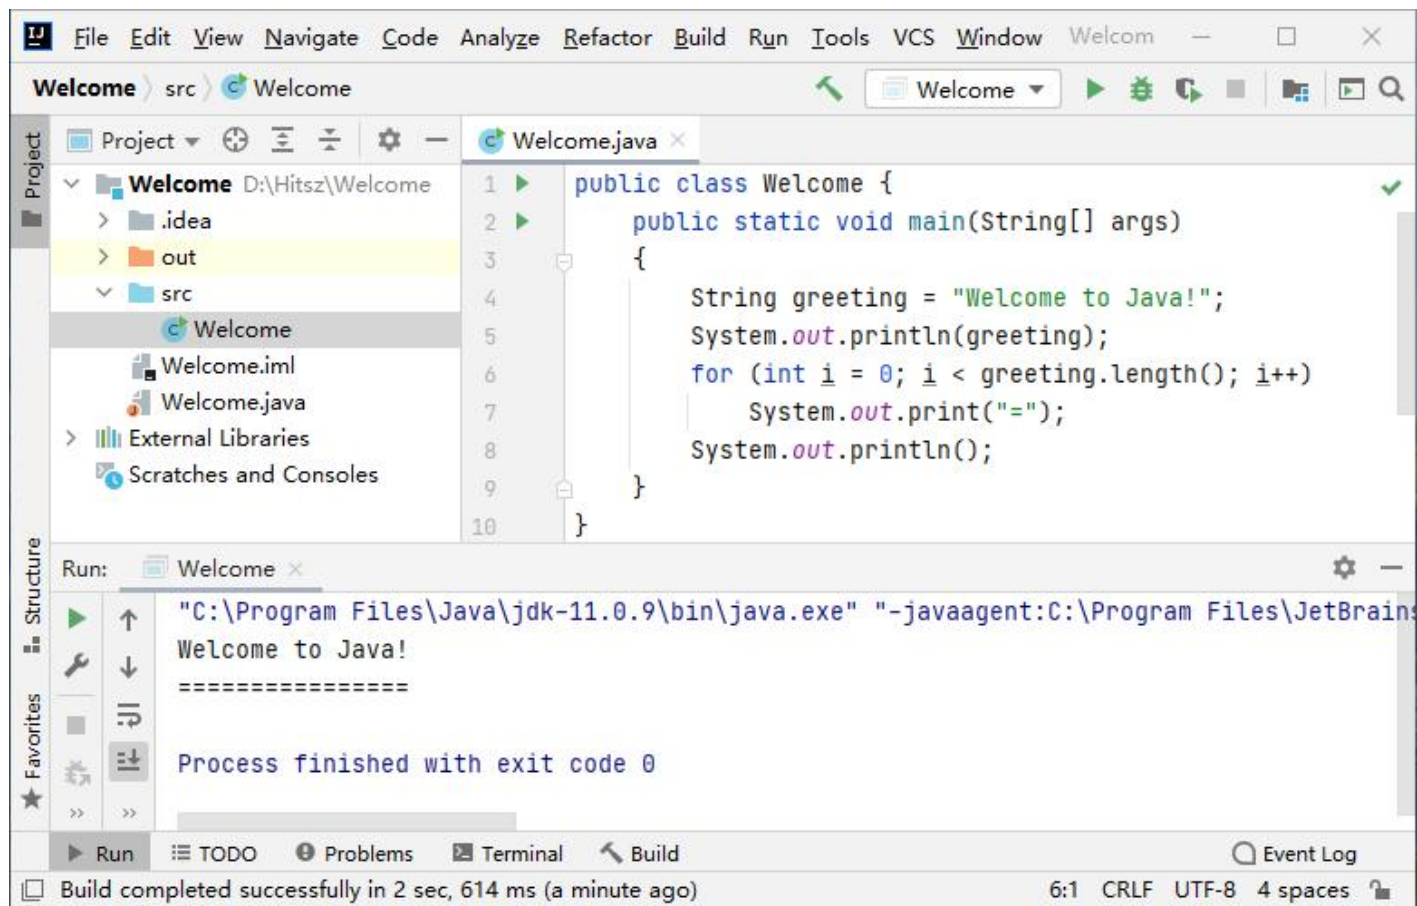 File Edit View Navigate Code Analyze Refactor Build Run Tools VCS Window Welcom
Welcome src Welcome
Welcome
Project
Project
Welcome.java
Welcome D:\Hitsz\Welcome
.idea
out
src
Welcome
Welcome.iml
Welcome.java
External Libraries
Scratches and Consoles
1 public class Welcome {
2 public static void main(String[] args)
3 {
4 String greeting = "Welcome to Java!";
5 System.out.println(greeting);
6 for (int i = 0; i < greeting.length(); i++)
7 System.out.print("=");
8 System.out.println();
9 }
10 }
Structure
Favorites
Run: Welcome
"C:\Program Files\Java\jdk-11.0.9\bin\java.exe" "-javaagent:C:\Program Files\JetBrains
Welcome to Java!
================
Process finished with exit code 0
Run TODO Problems Terminal Build Event Log
Build completed successfully in 2 sec, 614 ms (a minute ago) 6:1 CRLF UTF-8 4 spaces